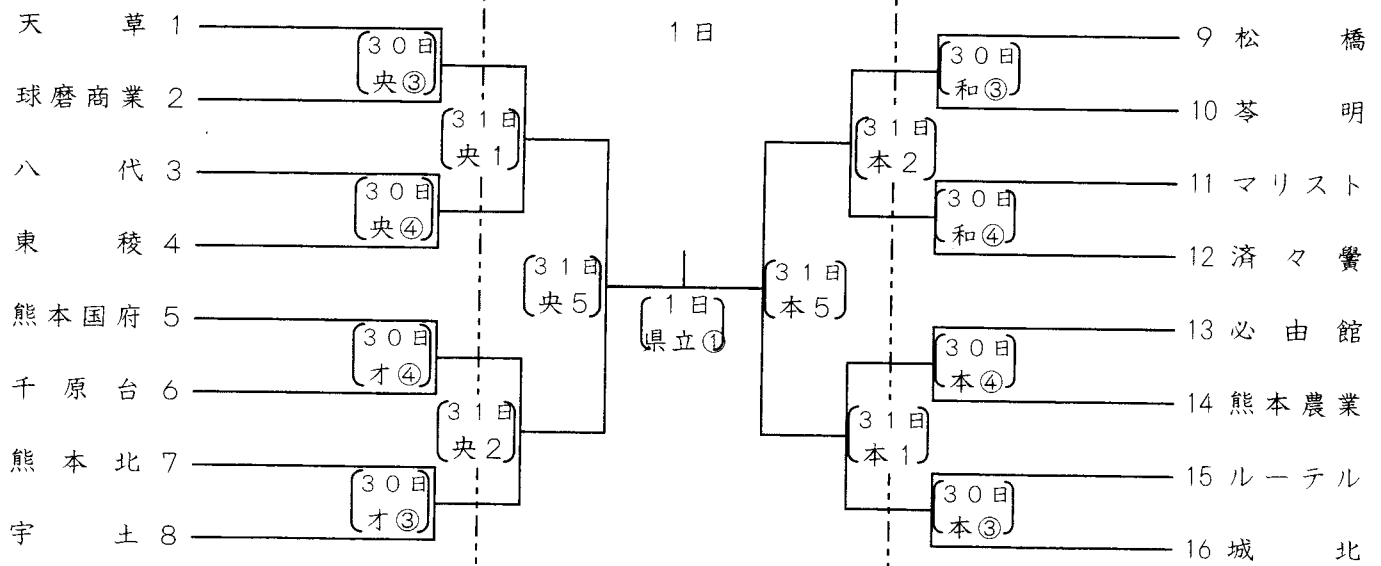 1日
天草 1
30日
央③
球磨商業 2
31日
央1
八代 3
30日
央④
東稜 4
31日
央5
熊本国府 5
30日
オ④
千原台 6
31日
央2
熊本北 7
30日
オ③
宇土 8
1日
県立①
9 松橋
30日
和③
10 苓明
31日
本2
11 マリスト
30日
和④
12 済々黌
31日
本5
13 必由館
30日
本④
14 熊本農業
31日
本1
15 ルーテル
30日
本③
16 城北